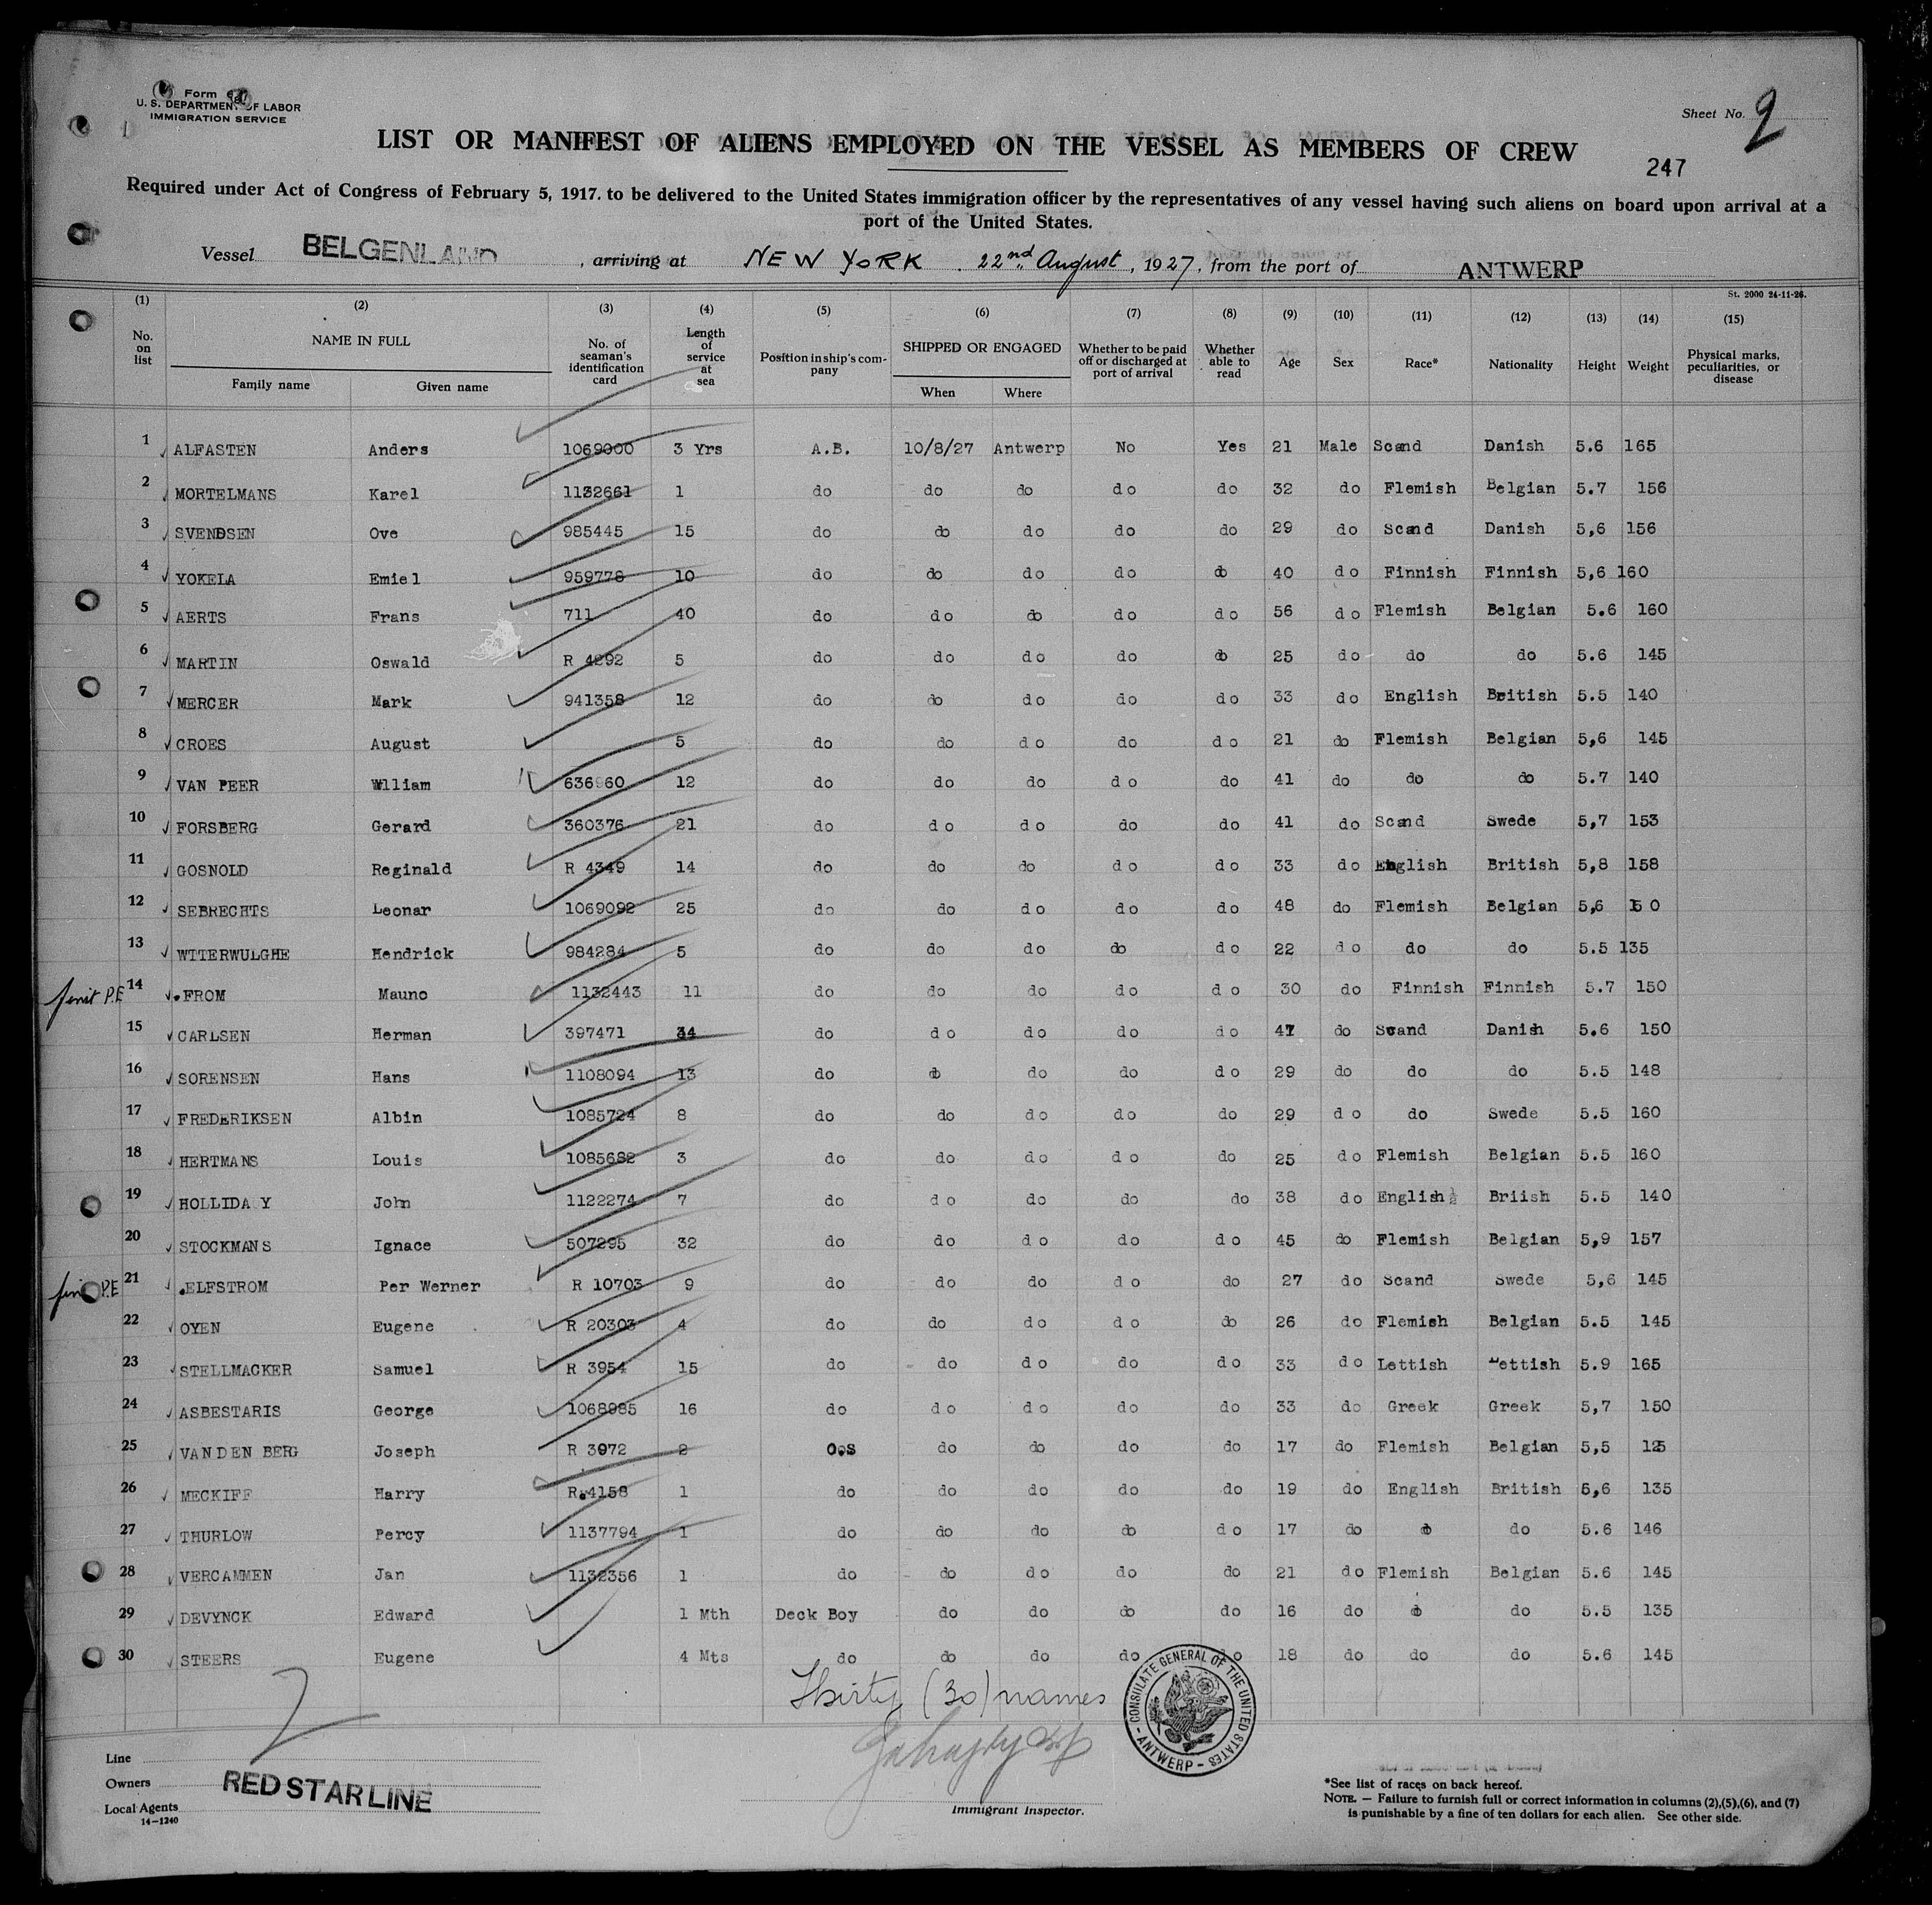 Form
U. S. DEPARTMENT OF LABOR
IMMIGRATION SERVICE
Sheet No. 2
LIST OR MANIFEST OF ALIENS EMPLOYED ON THE VESSEL AS MEMBERS OF CREW
247
Required under Act of Congress of February 5, 1917. to be delivered to the United States immigration officer by the representatives of any vessel having such aliens on board upon arrival at a
port of the United States.
Vessel BELGENLAND , arriving at NEW YORK . 22nd August , 1927, from the port of ANTWERP
St. 2000 24-11-26.
(1) (2) (3) (4) (5) (6) (7) (8) (9) (10) (11) (12) (13) (14) (15)
No. on list NAME IN FULL Family name Given name No. of seaman's identification card Length of service at sea Position in ship's company SHIPPED OR ENGAGED When Where Whether to be paid off or discharged at port of arrival Whether able to read Age Sex Race* Nationality Height Weight Physical marks, peculiarities, or disease
1 ALFASTEN Anders 1069000 3 Yrs A.B. 10/8/27 Antwerp No Yes 21 Male Scand Danish 5.6 165
2 MORTELMANS Karel 1132661 1 do do do do do 32 do Flemish Belgian 5.7 156
3 SVENDSEN Ove 985445 15 do do do do do 29 do Scand Danish 5,6 156
4 YOKELA Emiel 959778 10 do do do do do 40 do Finnish Finnish 5,6 160
5 AERTS Frans 711 40 do do do do do 56 do Flemish Belgian 5.6 160
6 MARTIN Oswald R 4292 5 do do do do do 25 do do do 5.6 145
7 MERCER Mark 941358 12 do do do do do 33 do English British 5.5 140
8 CROES August 5 do do do do do 21 do Flemish Belgian 5,6 145
9 VAN PEER Wlliam 636960 12 do do do do do 41 do do do 5.7 140
10 FORSBERG Gerard 360376 21 do do do do do 41 do Scand Swede 5,7 153
11 GOSNOLD Reginald R 4349 14 do do do do do 33 do English British 5,8 158
12 SEBRECHTS Leonar 1069092 25 do do do do do 48 do Flemish Belgian 5,6 150
13 WTTERWULGHE Hendrick 984284 5 do do do do do 22 do do do 5.5 135
14 FROM Mauno 1132443 11 do do do do do 30 do Finnish Finnish 5.7 150
15 CARLSEN Herman 397471 34 do do do do do 47 do Scand Danish 5.6 150
16 SORENSEN Hans 1108094 13 do do do do do 29 do do do 5.5 148
17 FREDERIKSEN Albin 1085724 8 do do do do do 29 do do Swede 5.5 160
18 HERTMANS Louis 1085682 3 do do do do do 25 do Flemish Belgian 5.5 160
19 HOLLIDAY John 1122274 7 do do do do do 38 do English Briish 5.5 140
20 STOCKMANS Ignace 507295 32 do do do do do 45 do Flemish Belgian 5,9 157
21 ELFSTROM Per Werner R 10703 9 do do do do do 27 do Scand Swede 5,6 145
22 OYEN Eugene R 20303 4 do do do do do 26 do Flemish Belgian 5.5 145
23 STELLMACKER Samuel R 3954 15 do do do do do 33 do Lettish Lettish 5.9 165
24 ASBESTARIS George 1068985 16 do do do do do 33 do Greek Greek 5,7 150
25 VAN DEN BERG Joseph R 3972 2 O.S do do do do 17 do Flemish Belgian 5,5 125
26 MECKIFF Harry R.4158 1 do do do do do 19 do English British 5,6 135
27 THURLOW Percy 1137794 1 do do do do do 17 do do do 5.6 146
28 VERCAMMEN Jan 1132356 1 do do do do do 21 do Flemish Belgian 5.6 145
29 DEVYNCK Edward 1 Mth Deck Boy do do do do 16 do do do 5.5 135
30 STEERS Eugene 4 Mts do do do do do 18 do do do 5.6 145
Thirty (30) names
CONSULATE GENERAL OF THE UNITED STATES - ANTWERP -
Line
Owners RED STAR LINE
Local Agents
14-1240
Immigrant Inspector.
*See list of races on back hereof.
NOTE. — Failure to furnish full or correct information in columns (2),(5),(6), and (7)
is punishable by a fine of ten dollars for each alien. See other side.